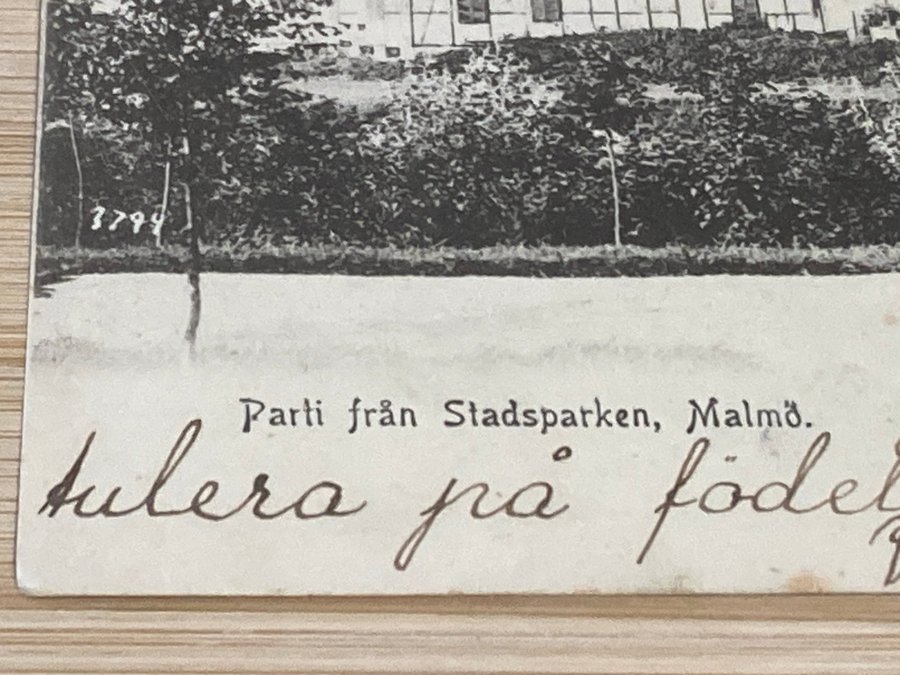 3794
Parti från Stadsparken, Malmö.
tulera på födel